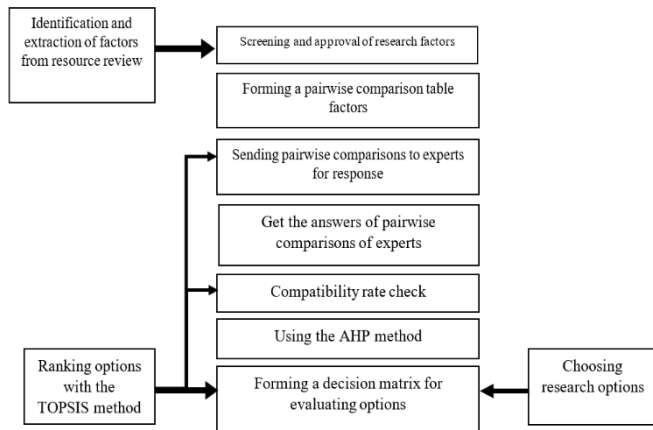 Identification and
extraction of factors
from resource review
Screening and approval of research factors
Forming a pairwise comparison table
factors
Sending pairwise comparisons to experts
for response
Get the answers of pairwise
comparisons of experts
Compatibility rate check
Using the AHP method
Ranking options
with the
TOPSIS method
Forming a decision matrix for
evaluating options
Choosing
research options